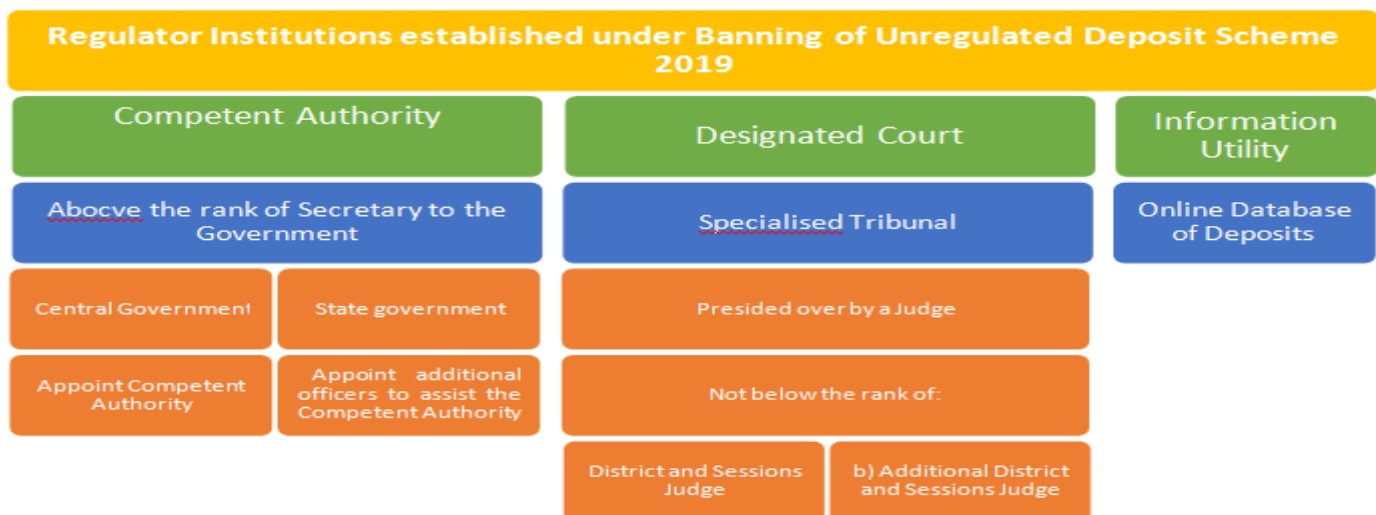 Regulator Institutions established under Banning of Unregulated Deposit Scheme
2019
Competent Authority
Designated Court
Information
Utility
Abocve the rank of Secretary to the
Government
Specialised Tribunal
Online Database
of Deposits
Central Government
State government
Presided over by a Judge
Appoint Competent
Authority
Appoint additional
officers to assist the
Competent Authority
Not below the rank of:
District and Sessions
Judge
b) Additional District
and Sessions Judge